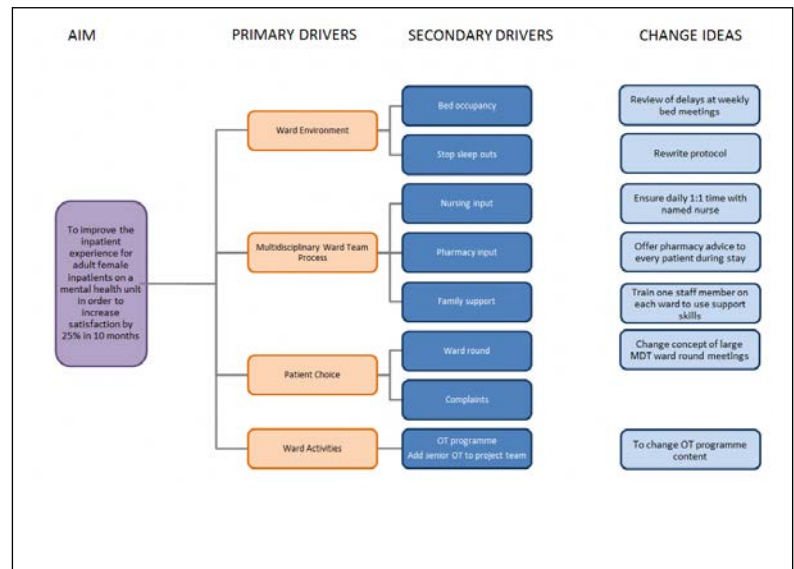 AIM
PRIMARY DRIVERS
SECONDARY DRIVERS
CHANGE IDEAS
To improve the
inpatient
experience for
adult female
inpatients on a
mental health unit
in order to
increase
satisfaction by
25% in 10 months
Ward Environment
Multidisciplinary Ward Team
Process
Patient Choice
Ward Activities
Bed occupancy
Stop sleep outs
Nursing input
Pharmacy input
Family support
Ward round
Complaints
OT programme
Add senior OT to project team
Review of delays at weekly
bed meetings
Rewrite protocol
Ensure daily 1:1 time with
named nurse
Offer pharmacy advice to
every patient during stay
Train one staff member on
each ward to use support
skills
Change concept of large
MDT ward round meetings
To change OT programme
content